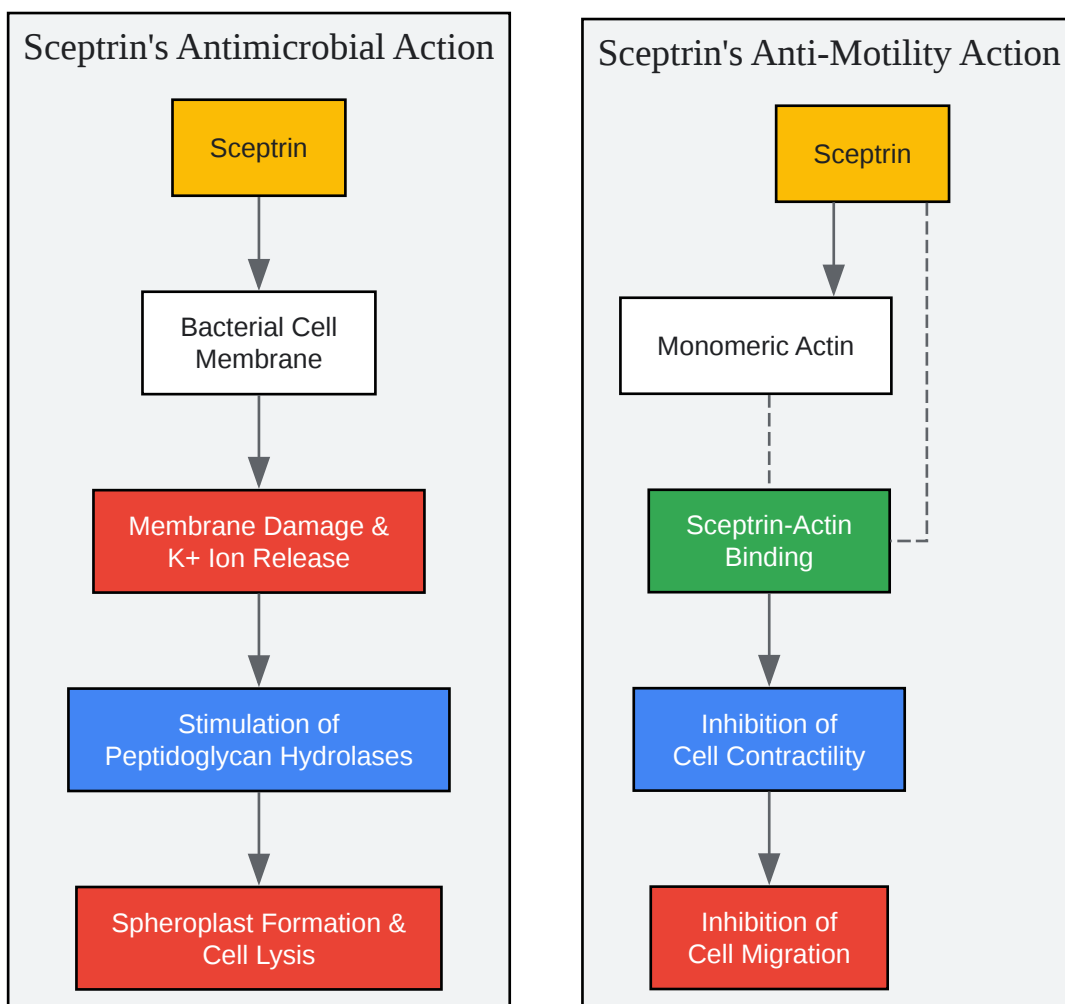 Sceptrin's Antimicrobial Action
Sceptrin
Bacterial Cell
Membrane
Membrane Damage &
K+ Ion Release
Stimulation of
Peptidoglycan Hydrolases
Spheroplast Formation &
Cell Lysis
Sceptrin's Anti-Motility Action
Sceptrin
Monomeric Actin
Sceptrin-Actin
Binding
Inhibition of
Cell Contractility
Inhibition of
Cell Migration